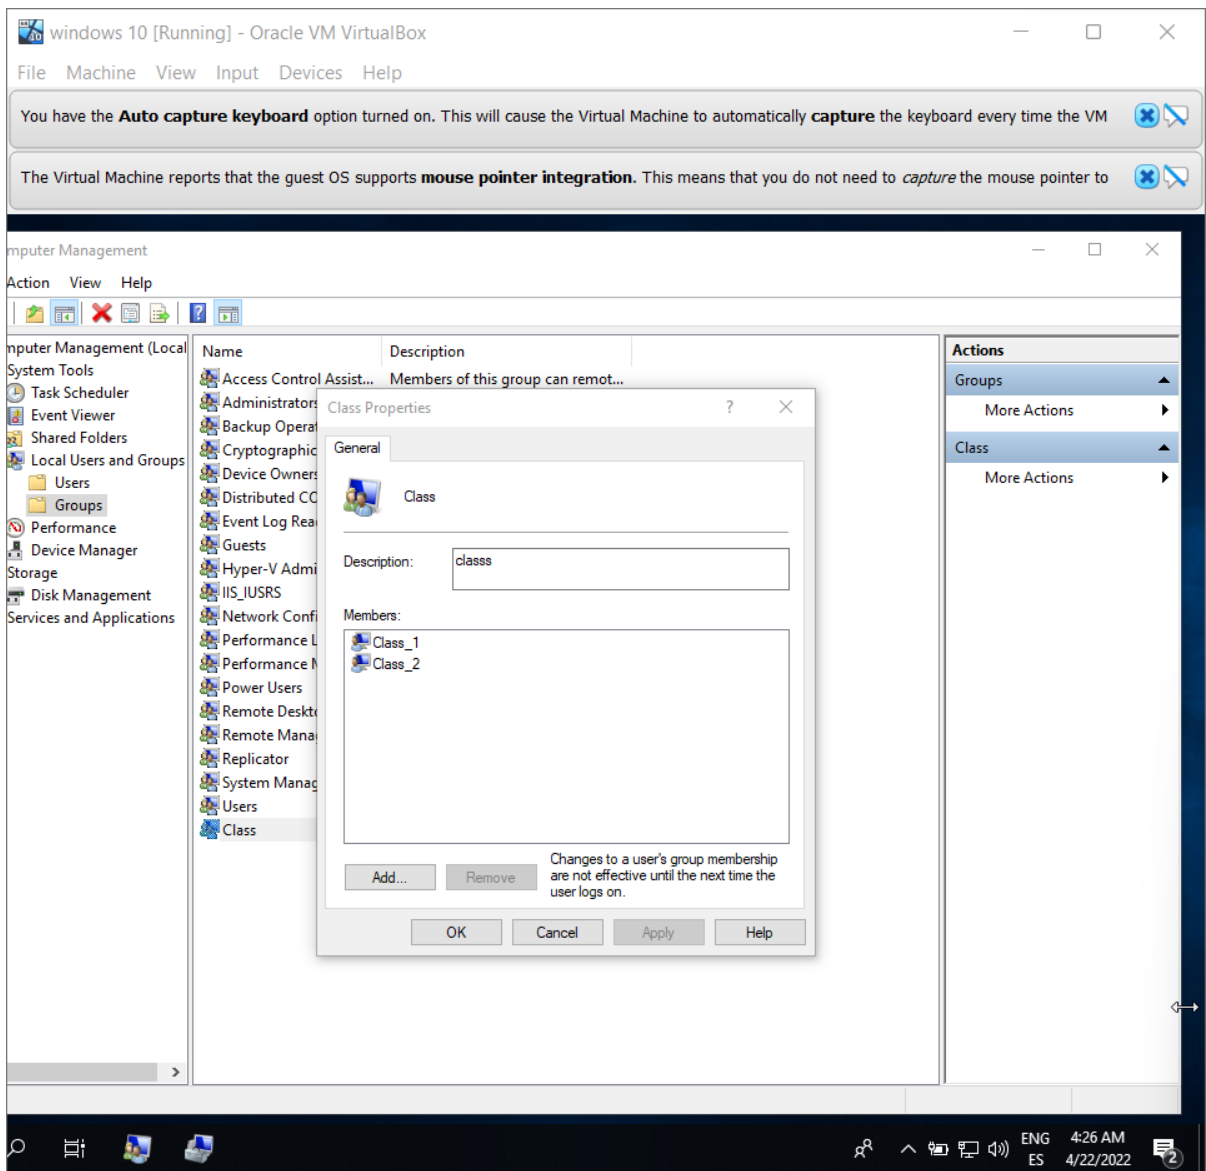 windows 10 [Running] - Oracle VM VirtualBox
File Machine View Input Devices Help
You have the Auto capture keyboard option turned on. This will cause the Virtual Machine to automatically capture the keyboard every time the VM
The Virtual Machine reports that the guest OS supports mouse pointer integration. This means that you do not need to capture the mouse pointer to
mputer Management
Action View Help
mputer Management (Local
System Tools
Task Scheduler
Event Viewer
Shared Folders
Local Users and Groups
Users
Groups
Performance
Device Manager
Storage
Disk Management
Services and Applications
Name Description
Access Control Assist... Members of this group can remot...
Administrators
Backup Operat
Cryptographic
Device Owners
Distributed CO
Event Log Rea
Guests
Hyper-V Admi
IIS_IUSRS
Network Confi
Performance L
Performance M
Power Users
Remote Deskto
Remote Manag
Replicator
System Manag
Users
Class
Class Properties ?
General
Class
Description: classs
Members:
Class_1
Class_2
Changes to a user's group membership
are not effective until the next time the
user logs on.
Add... Remove
OK Cancel Apply Help
Actions
Groups
More Actions
Class
More Actions
ENG
ES
4:26 AM
4/22/2022
2